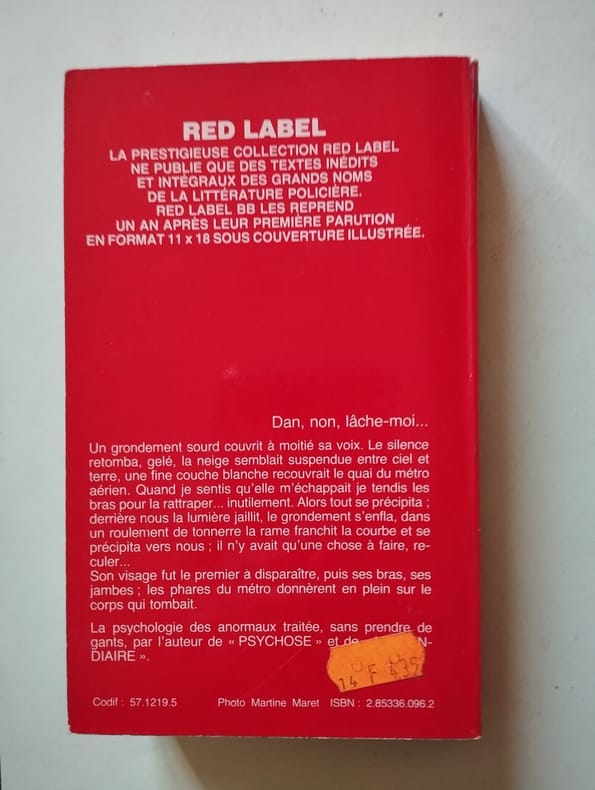 RED LABEL
LA PRESTIGIEUSE COLLECTION RED LABEL
NE PUBLIE QUE DES TEXTES INÉDITS
ET INTÉGRAUX DES GRANDS NOMS
DE LA LITTÉRATURE POLICIÈRE.
RED LABEL BB LES REPREND
UN AN APRÈS LEUR PREMIÈRE PARUTION
EN FORMAT 11 x 18 SOUS COUVERTURE ILLUSTRÉE.
Dan, non, lâche-moi...
Un grondement sourd couvrit à moitié sa voix. Le silence
retomba, gelé, la neige semblait suspendue entre ciel et
terre, une fine couche blanche recouvrait le quai du métro
aérien. Quand je sentis qu'elle m'échappait je tendis les
bras pour la rattraper... inutilement. Alors tout se précipita ;
derrière nous la lumière jaillit, le grondement s'enfla, dans
un roulement de tonnerre la rame franchit la courbe et se
précipita vers nous ; il n'y avait qu'une chose à faire, re-
culer...
Son visage fut le premier à disparaître, puis ses bras, ses
jambes ; les phares du métro donnèrent en plein sur le
corps qui tombait.
La psychologie des anormaux traitée, sans prendre de
gants, par l'auteur de « PSYCHOSE » et de
DIAIRE ».
14 F
Codif : 57.1219.5 Photo Martine Maret ISBN : 2.85336.096.2